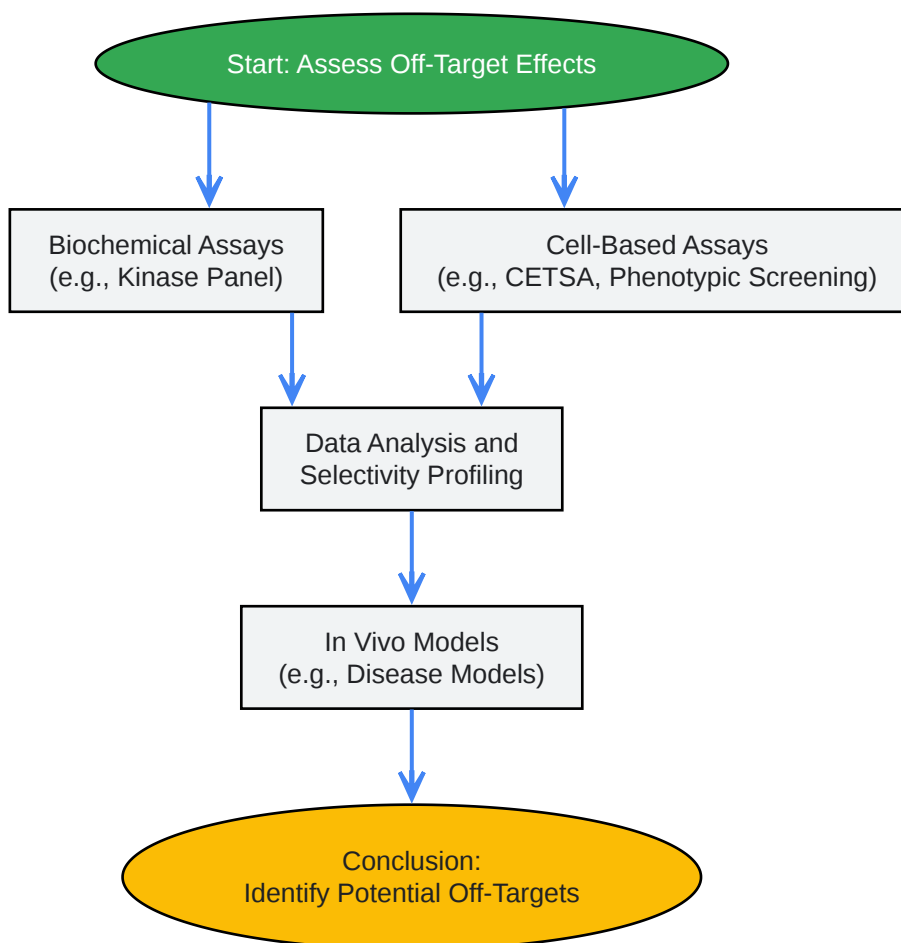 Start: Assess Off-Target Effects
Biochemical Assays
(e.g., Kinase Panel)
Cell-Based Assays
(e.g., CETSA, Phenotypic Screening)
Data Analysis and
Selectivity Profiling
In Vivo Models
(e.g., Disease Models)
Conclusion:
Identify Potential Off-Targets